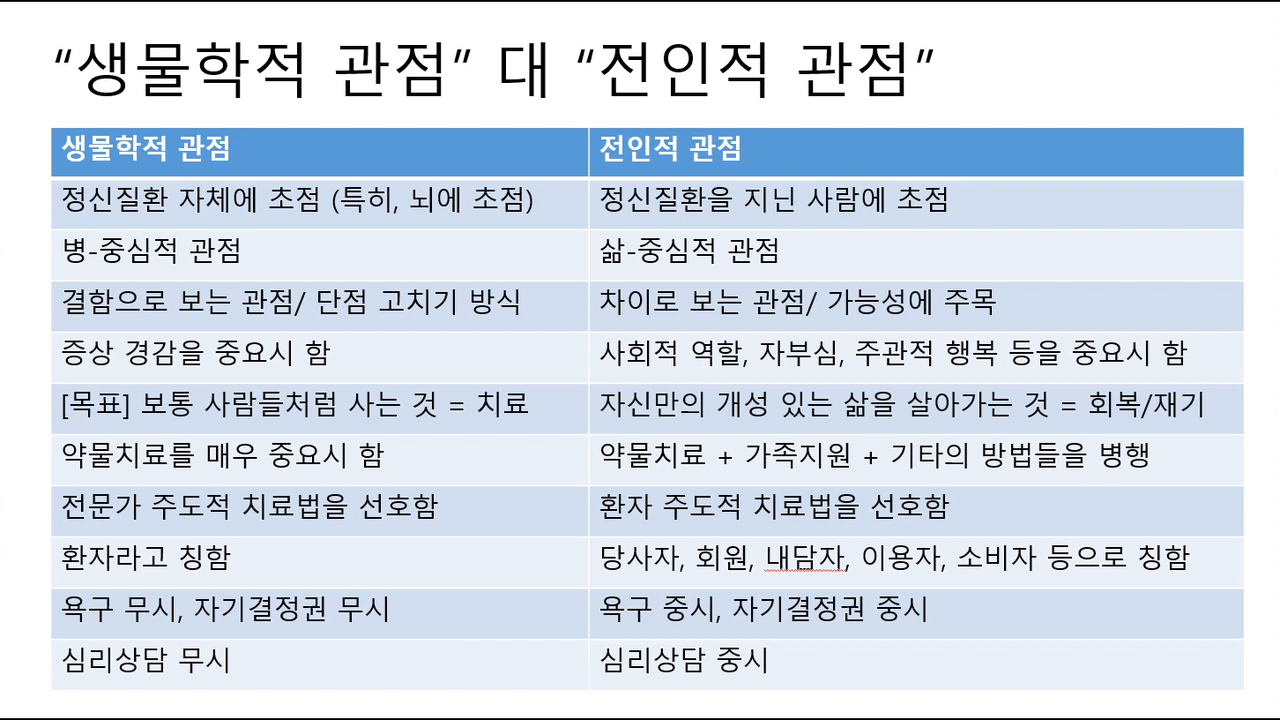 “생물학적 관점” 대 “전인적 관점”
생물학적 관점 전인적 관점
정신질환 자체에 초점 (특히, 뇌에 초점) 정신질환을 지닌 사람에 초점
병-중심적 관점 삶-중심적 관점
결함으로 보는 관점/ 단점 고치기 방식 차이로 보는 관점/ 가능성에 주목
증상 경감을 중요시 함 사회적 역할, 자부심, 주관적 행복 등을 중요시 함
[목표] 보통 사람들처럼 사는 것 = 치료 자신만의 개성 있는 삶을 살아가는 것 = 회복/재기
약물치료를 매우 중요시 함 약물치료 + 가족지원 + 기타의 방법들을 병행
전문가 주도적 치료법을 선호함 환자 주도적 치료법을 선호함
환자라고 칭함 당사자, 회원, 내담자, 이용자, 소비자 등으로 칭함
욕구 무시, 자기결정권 무시 욕구 중시, 자기결정권 중시
심리상담 무시 심리상담 중시